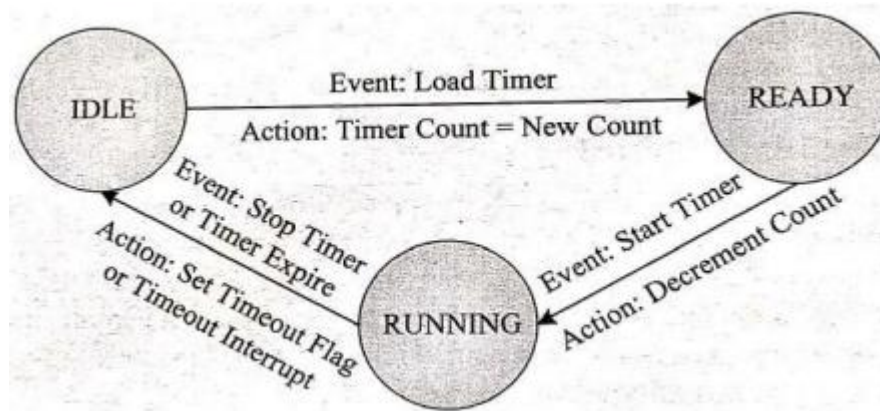 IDLE
Event: Load Timer
Action: Timer Count = New Count
READY
Event: Start Timer
Action: Decrement Count
RUNNING
Event: Stop Timer
or Timer Expire
Action: Set Timeout Flag
or Timeout Interrupt